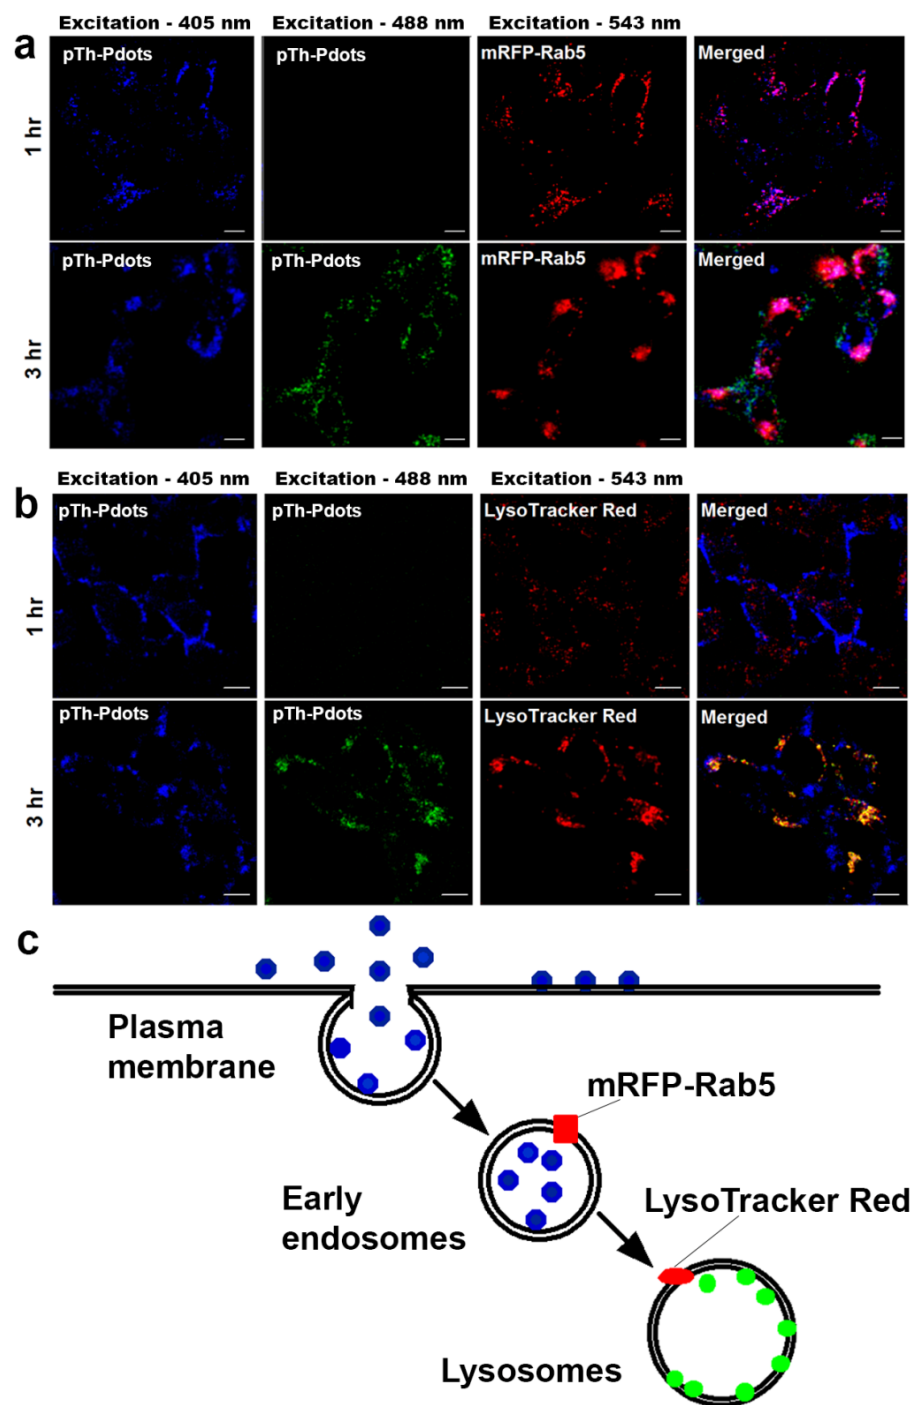 Excitation - 405 nm Excitation - 488 nm Excitation - 543 nm
a
pTh-Pdots pTh-Pdots mRFP-Rab5 Merged
1 hr
pTh-Pdots pTh-Pdots mRFP-Rab5 Merged
3 hr
Excitation - 405 nm Excitation - 488 nm Excitation - 543 nm
b
pTh-Pdots pTh-Pdots LysoTracker Red Merged
1 hr
pTh-Pdots pTh-Pdots LysoTracker Red Merged
3 hr
c
Plasma
membrane
mRFP-Rab5
Early
endosomes
LysoTracker Red
Lysosomes